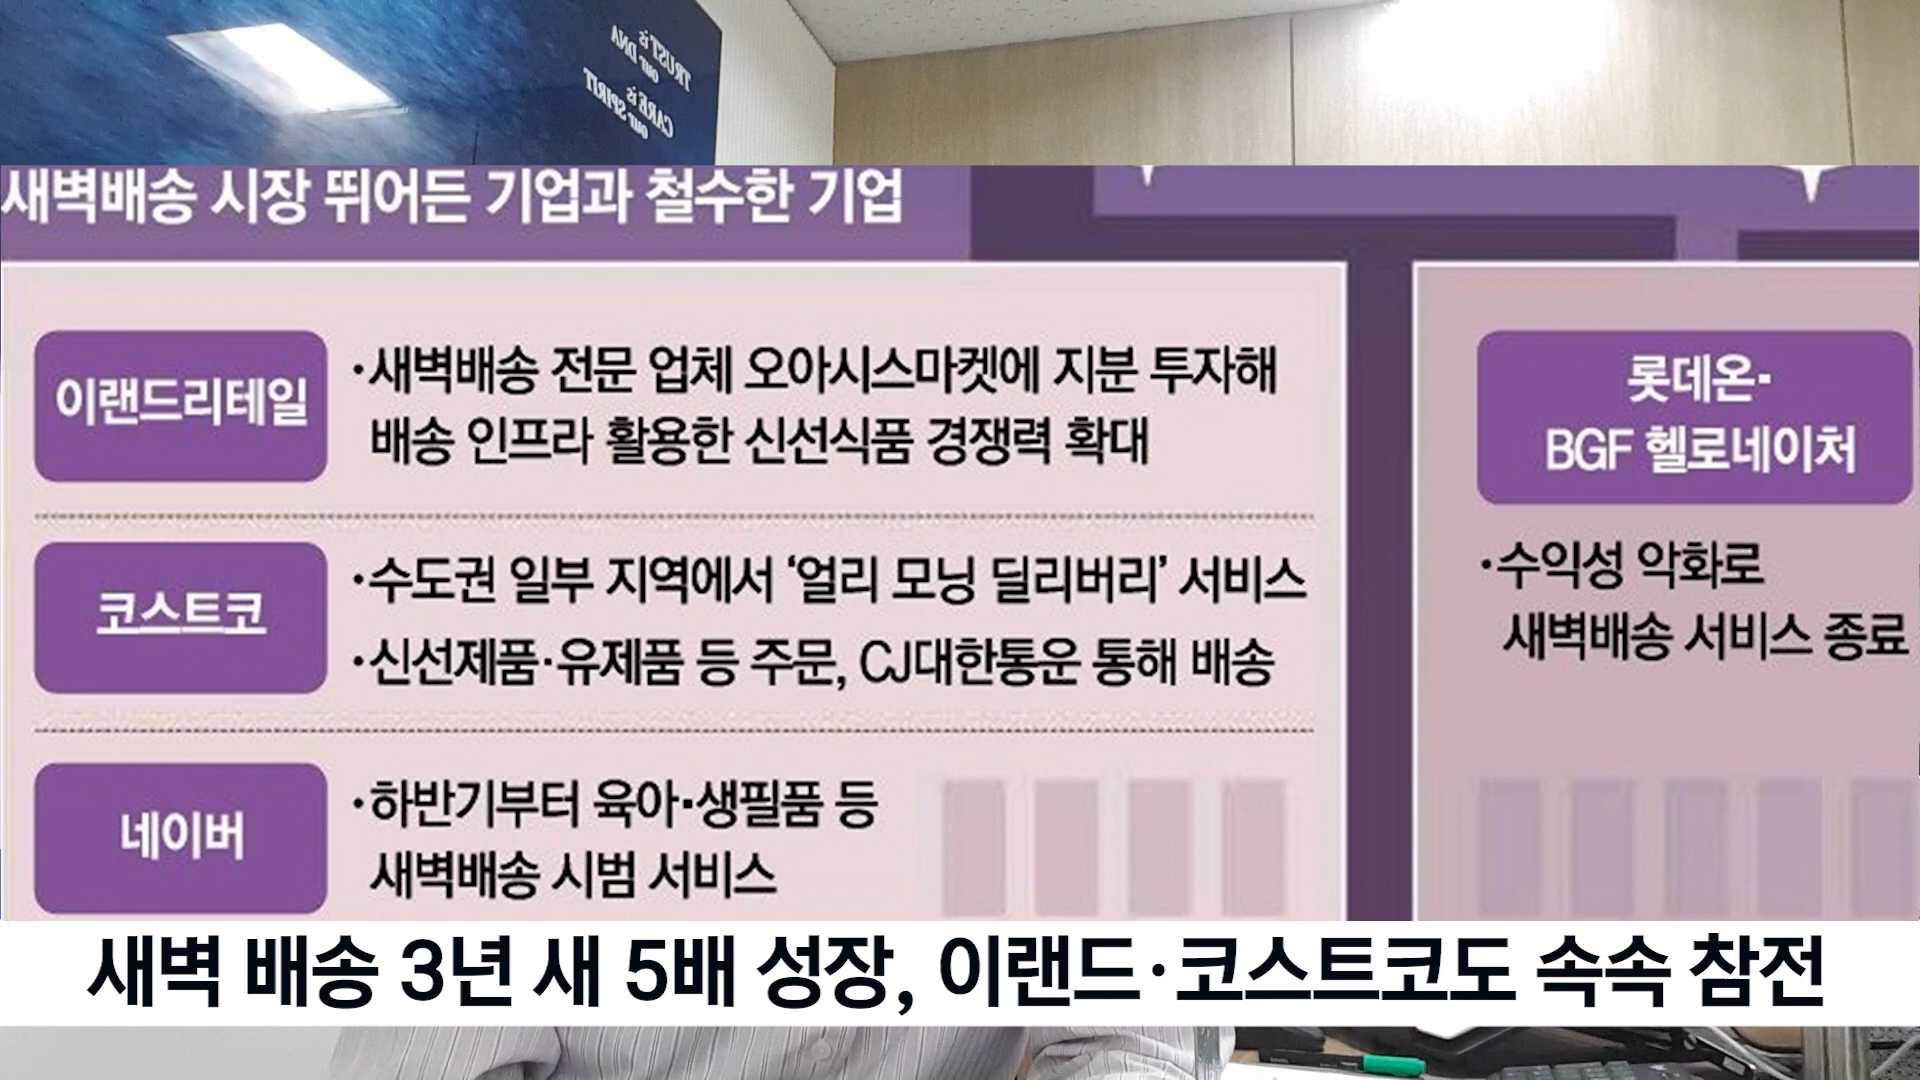 TRUST is
our DNA
CARE is
our SPIRIT
새벽배송 시장 뛰어든 기업과 철수한 기업
이랜드리테일
·새벽배송 전문 업체 오아시스마켓에 지분 투자해
배송 인프라 활용한 신선식품 경쟁력 확대
코스트코
·수도권 일부 지역에서 ‘얼리 모닝 딜리버리’ 서비스
·신선제품·유제품 등 주문, CJ대한통운 통해 배송
네이버
·하반기부터 육아·생필품 등
새벽배송 시범 서비스
롯데온·
BGF 헬로네이처
·수익성 악화로
새벽배송 서비스 종료
새벽 배송 3년 새 5배 성장, 이랜드·코스트코도 속속 참전